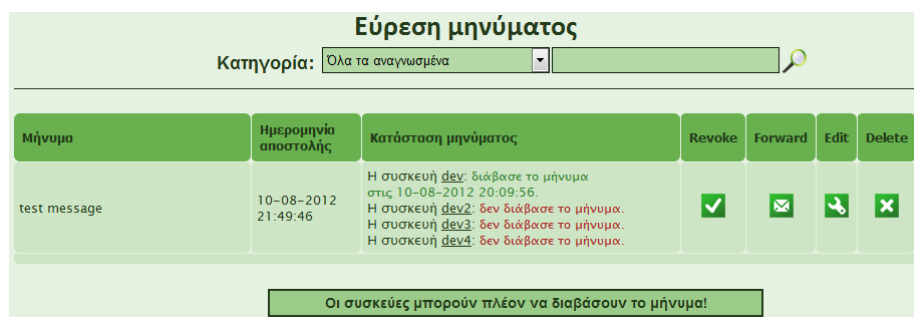 Εύρεση μηνύματος
Κατηγορία: Όλα τα αναγνωσμένα
Μήνυμα Ημερομηνία αποστολής Κατάσταση μηνύματος Revoke Forward Edit Delete
Η συσκευή dev: διάβασε το μήνυμα
στις 10-08-2012 20:09:56.
test message 10-08-2012 21:49:46
Η συσκευή dev2: δεν διάβασε το μήνυμα.
Η συσκευή dev3: δεν διάβασε το μήνυμα.
Η συσκευή dev4: δεν διάβασε το μήνυμα.
Οι συσκεύες μπορούν πλέον να διαβάσουν το μήνυμα!